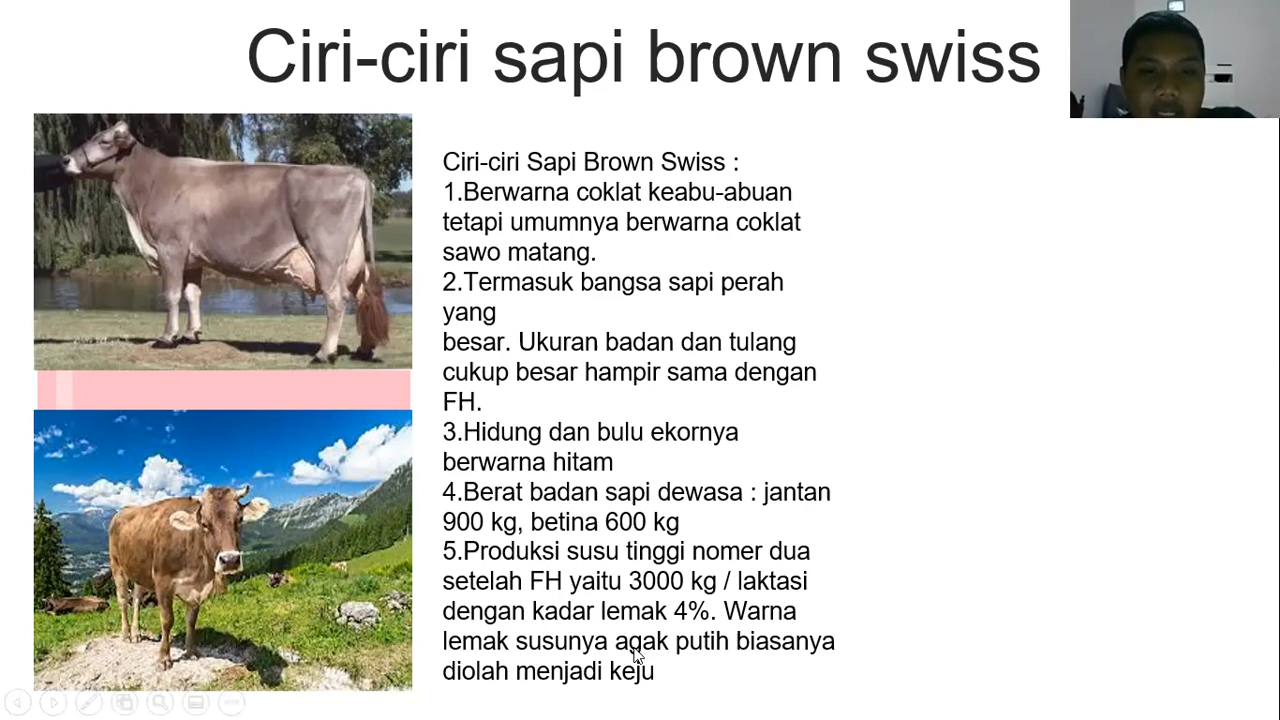 Ciri-ciri sapi brown swiss
Ciri-ciri Sapi Brown Swiss :
1.Berwarna coklat keabu-abuan
tetapi umumnya berwarna coklat
sawo matang.
2.Termasuk bangsa sapi perah
yang
besar. Ukuran badan dan tulang
cukup besar hampir sama dengan
FH.
3.Hidung dan bulu ekornya
berwarna hitam
4.Berat badan sapi dewasa : jantan
900 kg, betina 600 kg
5.Produksi susu tinggi nomer dua
setelah FH yaitu 3000 kg / laktasi
dengan kadar lemak 4%. Warna
lemak susunya agak putih biasanya
diolah menjadi keju